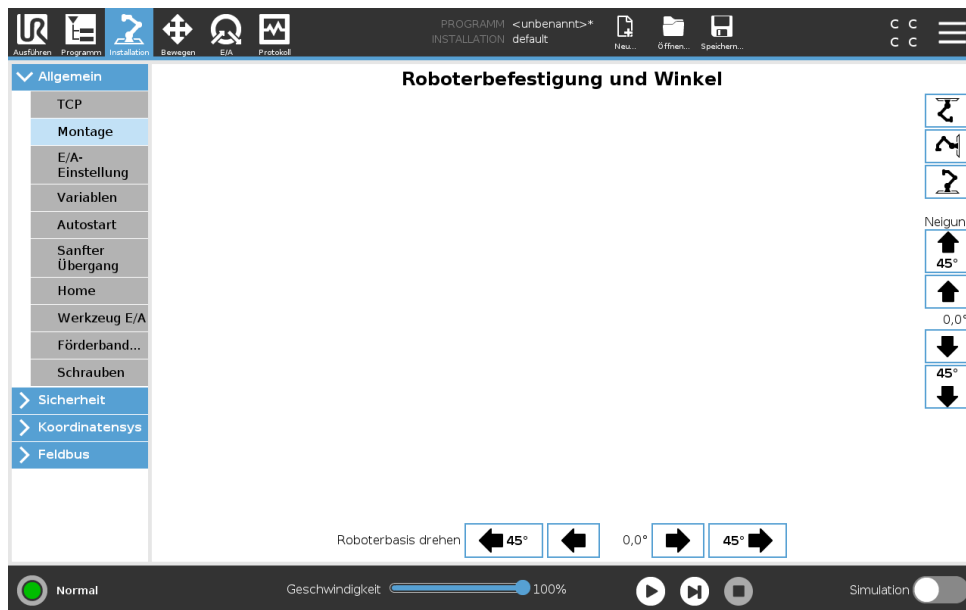 PROGRAMM <unbenannt>*
INSTALLATION default
Ausführen
Programm
Installation
Bewegen
E/A
Protokoll
Neu...
Öffnen...
Speichern...
C C
C C
Allgemein
TCP
Montage
E/A-
Einstellung
Variablen
Autostart
Sanfter
Übergang
Home
Werkzeug E/A
Förderband...
Schrauben
Sicherheit
Koordinatensys
Feldbus
Roboterbefestigung und Winkel
Neigun
45°
0,0°
45°
Roboterbasis drehen 45° 0,0° 45°
Normal
Geschwindigkeit 100%
Simulation